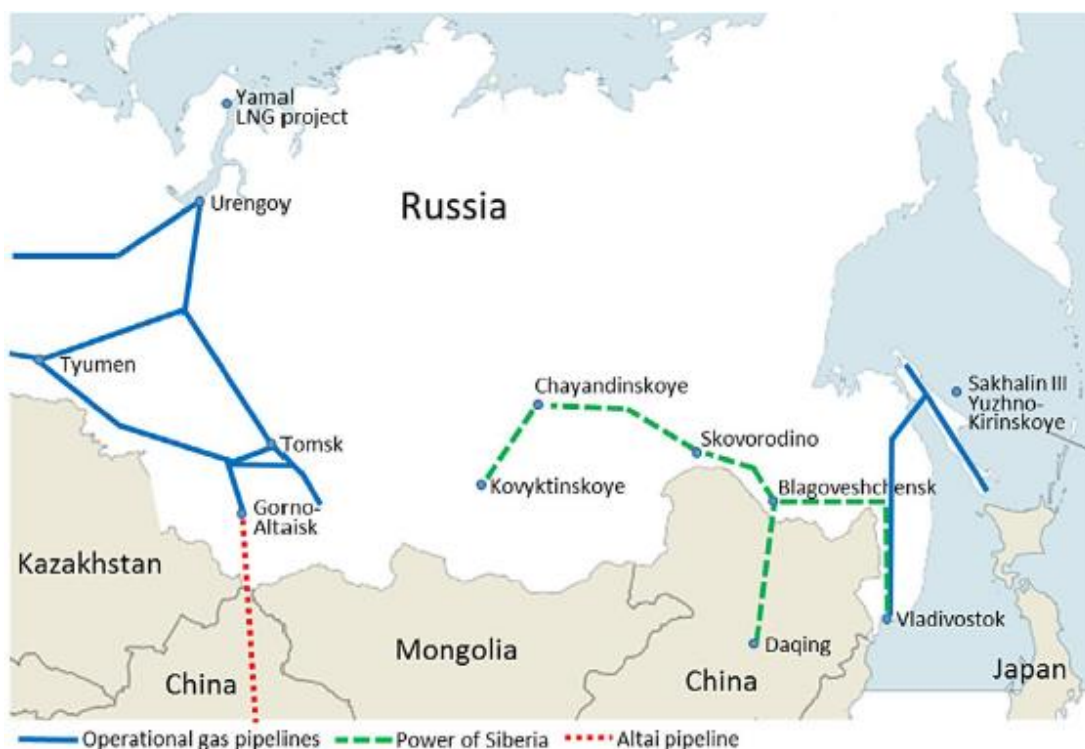 Yamal
LNG project
Urengoy
Russia
Tyumen
Chayandinskoye
Sakhalin III
Yuzhno-
Kirinskoye
Tomsk
Skovorodino
Kovyktinskoye
Blagoveshchensk
Gorno-
Altaisk
Kazakhstan
Vladivostok
Mongolia
Daqing
China
China
Japan
Operational gas pipelines
Power of Siberia
Altai pipeline